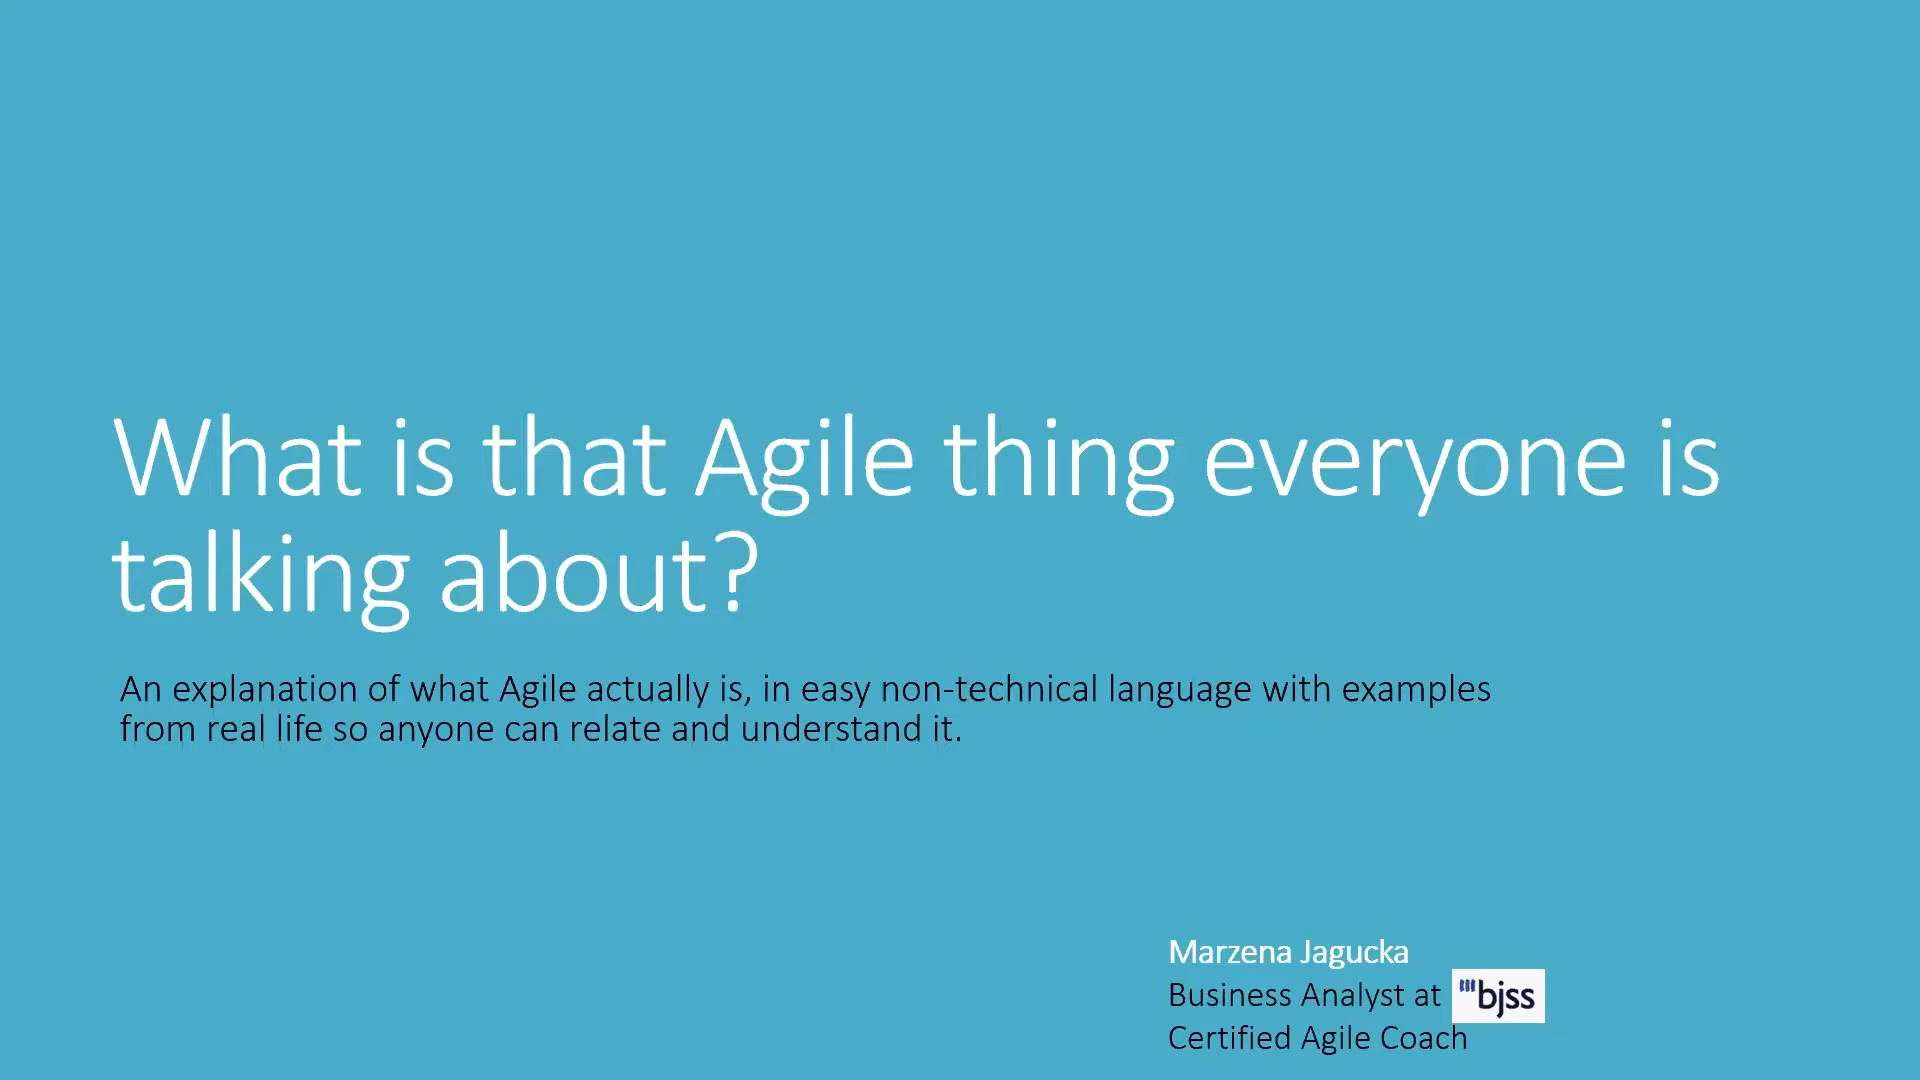 What is that Agile thing everyone is
talking about?
An explanation of what Agile actually is, in easy non-technical language with examples
from real life so anyone can relate and understand it.
Marzena Jagucka
Business Analyst at bjss
Certified Agile Coach